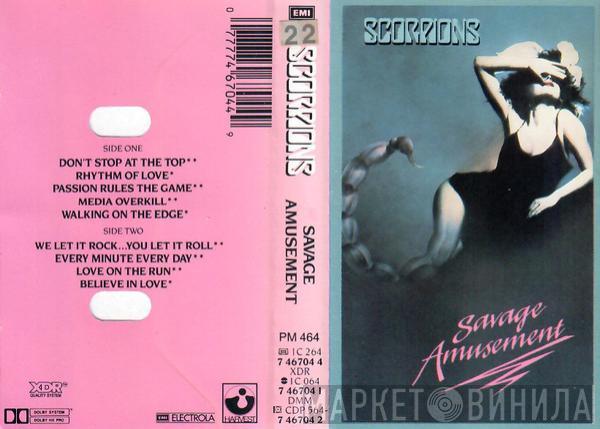 SIDE ONE
DON'T STOP AT THE TOP**
RHYTHM OF LOVE*
PASSION RULES THE GAME**
MEDIA OVERKILL**
WALKING ON THE EDGE*
SIDE TWO
WE LET IT ROCK...YOU LET IT ROLL**
EVERY MINUTE EVERY DAY**
LOVE ON THE RUN**
BELIEVE IN LOVE*
XDR™
QUALITY SYSTEM
DOLBY SYSTEM
DOLBY HX PRO
EMI ELECTROLA
HARVEST
0 77774 67044 9
EMI
22
SCORPIONS
SAVAGE
AMUSEMENT
PM 464
1C 264
7 46704 4
XDR
1C 064
7 46704 1
DMM
CDP 564-
7 46704 2
SCORPIONS
Savage
Amusement
МАРКЕТ ВИНИЛА